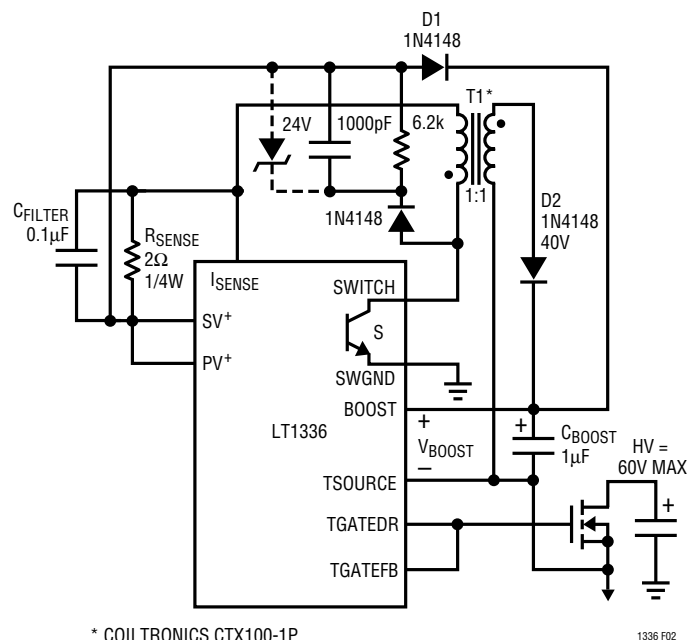 D1
1N4148
T1*
24V
1000pF
6.2k
1:1
D2
1N4148
40V
CFILTER
0.1µF
RSENSE
2Ω
1/4W
1N4148
ISENSE
SWITCH
SV+
S
PV+
SWGND
BOOST
LT1336
+
VBOOST
–
+
CBOOST
1µF
HV =
60V MAX
+
TSOURCE
TGATEDR
TGATEFB
* COILTRONICS CTX100-1P
1336 F02